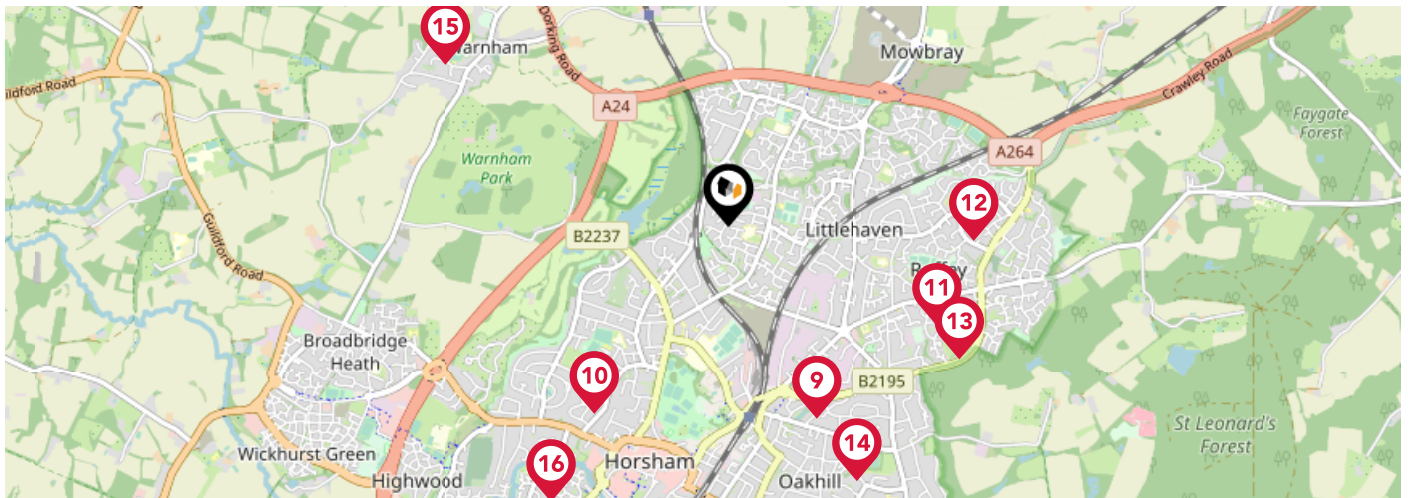 15
Warnham
Dorking Road
Mowbray
ildford Road
A24
Crawley Road
Faygate
Forest
Warnham
Park
A264
12
B2237
Littlehaven
Guildford Road
11
13
Broadbridge
Heath
10
9
B2195
14
St Leonard's
Forest
Wickhurst Green
16
Horsham
Highwood
Oakhill